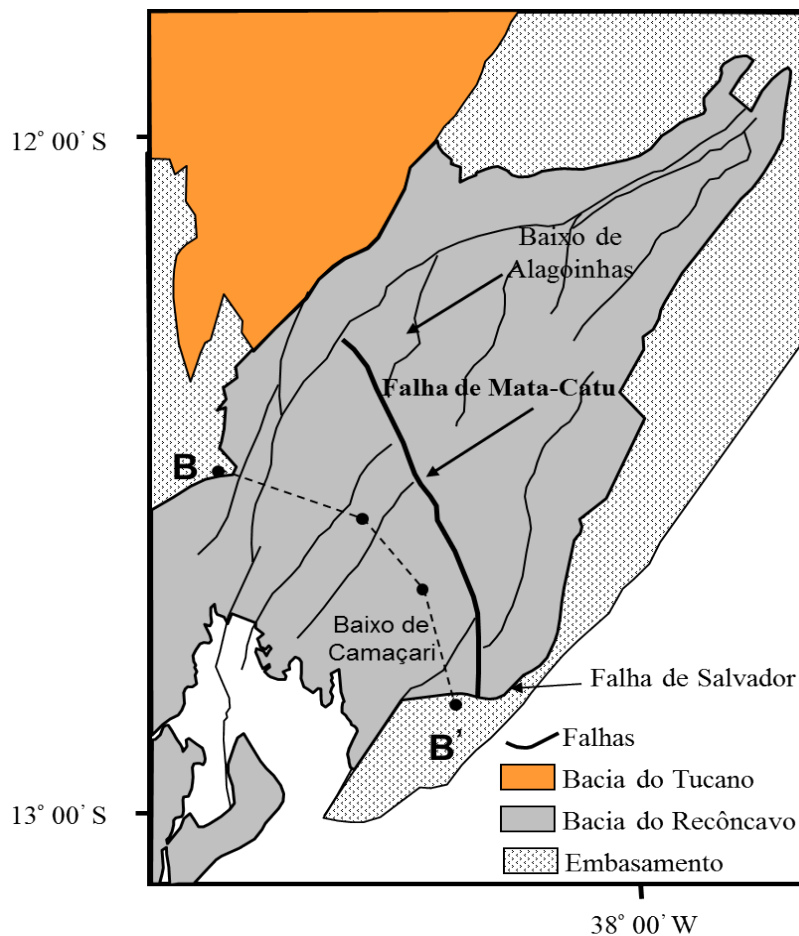 12° 00' S
Baixo de
Alagoinhas
Falha de Mata-Catu
B
Baixo de
Camaçari
Falha de Salvador
B'
Falhas
Bacia do Tucano
Bacia do Recôncavo
Embasamento
13° 00' S
38° 00' W